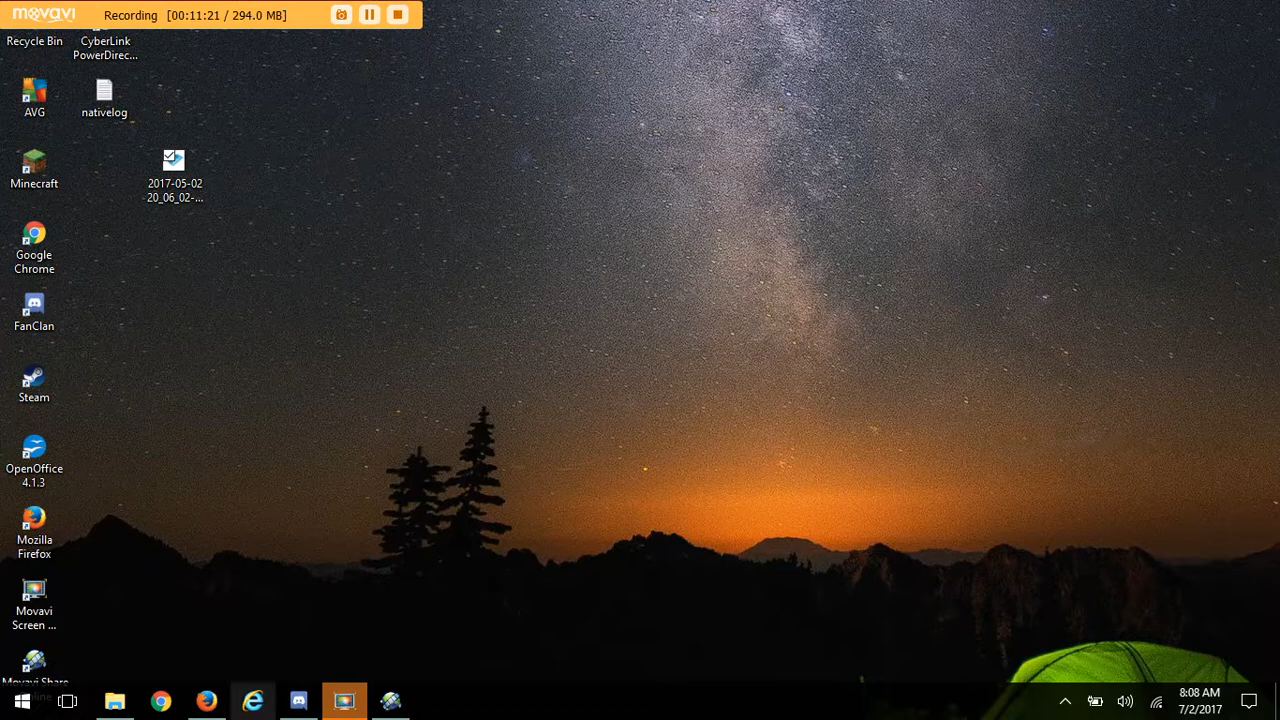 movavi Recording [00:11:21 / 294.0 MB]
Recycle Bin
CyberLink
PowerDirec...
AVG
nativelog
Minecraft
2017-05-02
20_06_02-...
Google
Chrome
FanClan
Steam
OpenOffice
4.1.3
Mozilla
Firefox
Movavi
Screen ...
Movavi Share
8:08 AM
7/2/2017